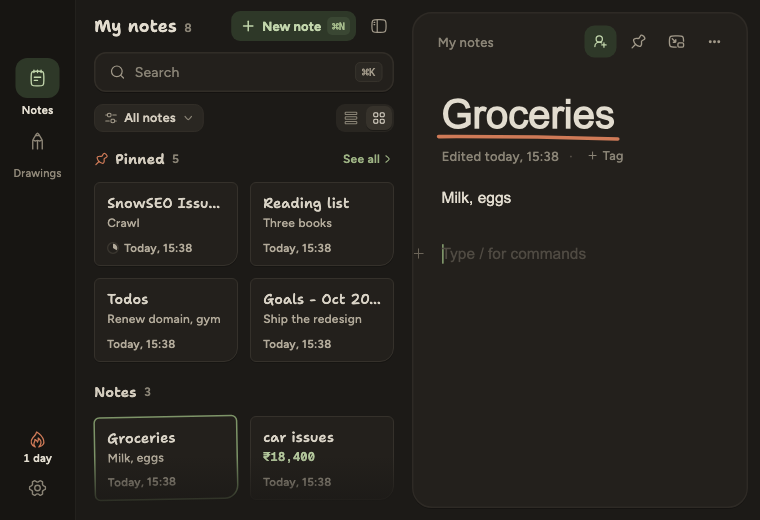 My notes 8
+ New note ⌘N
Search ⌘K
All notes
Notes
Drawings
Pinned 5
See all >
SnowSEO Issu...
Crawl
Today, 15:38
Reading list
Three books
Today, 15:38
Todos
Renew domain, gym
Today, 15:38
Goals - Oct 20...
Ship the redesign
Today, 15:38
Notes 3
Groceries
Milk, eggs
Today, 15:38
car issues
₹18,400
Today, 15:38
1 day
My notes
Groceries
Edited today, 15:38 · + Tag
Milk, eggs
+ Type / for commands